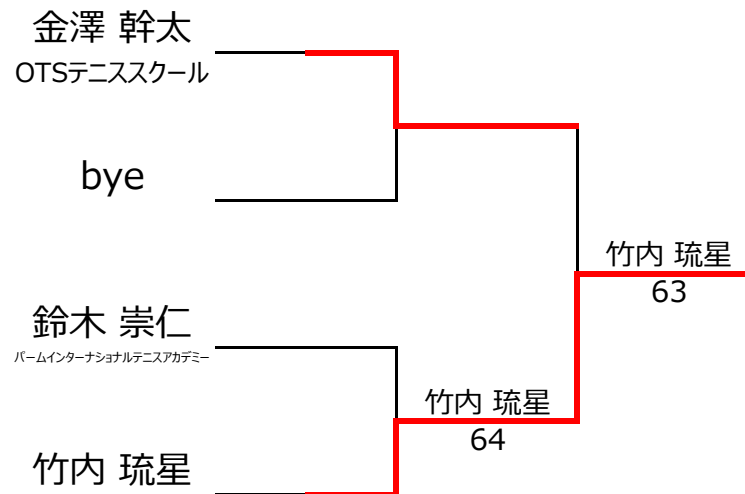 金澤 幹太
OTSテニススクール
bye
竹内 琉星
63
鈴木 崇仁
パームインターナショナルテニスアカデミー
竹内 琉星
64
竹内 琉星